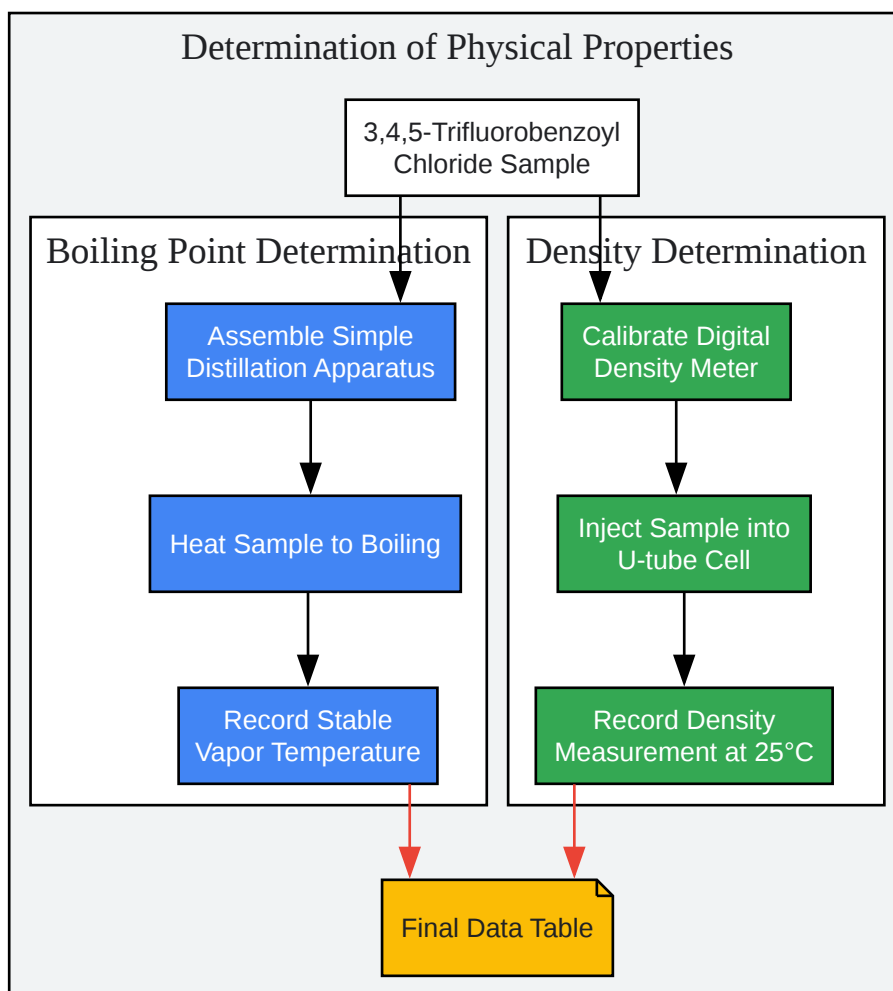 Determination of Physical Properties
3,4,5-Trifluorobenzoyl
Chloride Sample
Boiling Point Determination
Assemble Simple
Distillation Apparatus
Heat Sample to Boiling
Record Stable
Vapor Temperature
Density Determination
Calibrate Digital
Density Meter
Inject Sample into
U-tube Cell
Record Density
Measurement at 25°C
Final Data Table